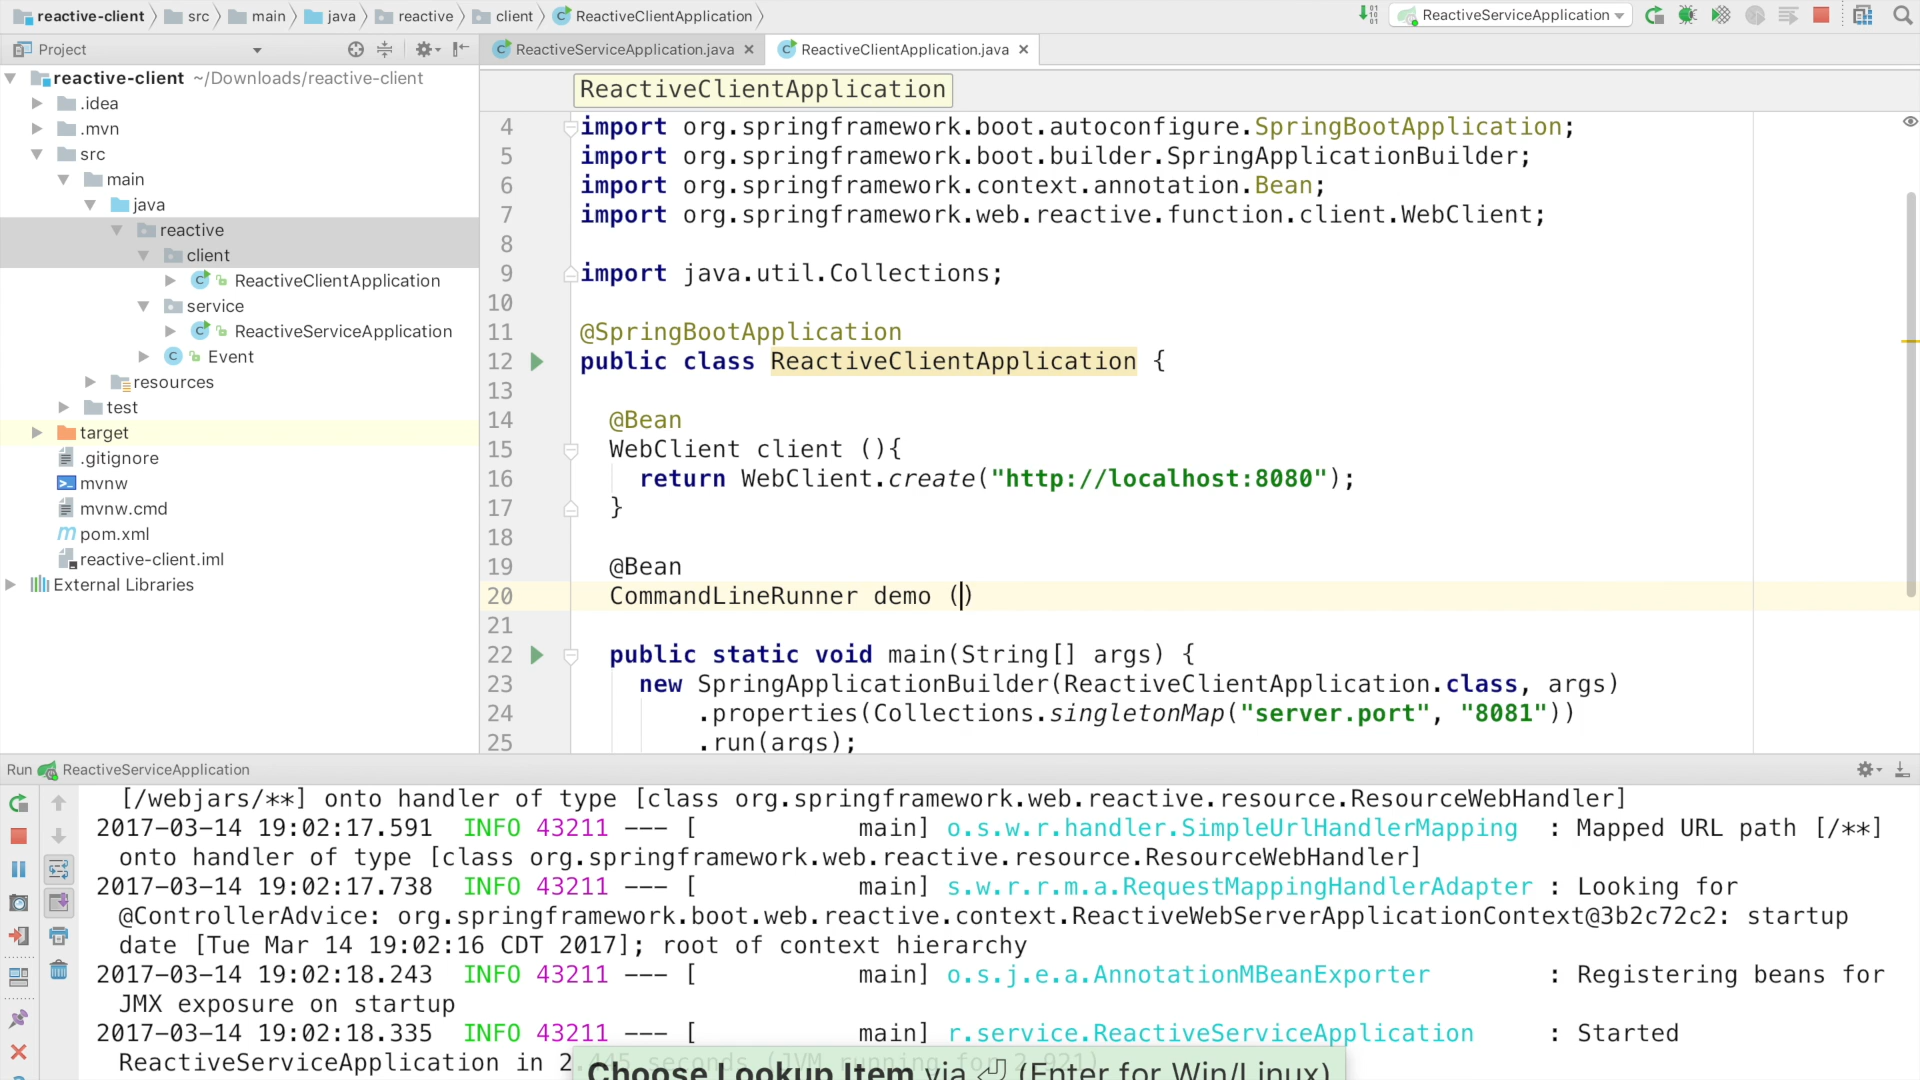 reactive-client src main java reactive client ReactiveClientApplication ReactiveServiceApplication
Project ReactiveServiceApplication.java ReactiveClientApplication.java
reactive-client ~/Downloads/reactive-client
.idea
.mvn
src
main
java
reactive
client
ReactiveClientApplication
service
ReactiveServiceApplication
Event
resources
test
target
.gitignore
mvnw
mvnw.cmd
pom.xml
reactive-client.iml
External Libraries
ReactiveClientApplication
4 import org.springframework.boot.autoconfigure.SpringBootApplication;
5 import org.springframework.boot.builder.SpringApplicationBuilder;
6 import org.springframework.context.annotation.Bean;
7 import org.springframework.web.reactive.function.client.WebClient;
8
9 import java.util.Collections;
10
11 @SpringBootApplication
12 public class ReactiveClientApplication {
13
14 @Bean
15 WebClient client (){
16 return WebClient.create("http://localhost:8080");
17 }
18
19 @Bean
20 CommandLineRunner demo ()
21
22 public static void main(String[] args) {
23 new SpringApplicationBuilder(ReactiveClientApplication.class, args)
24 .properties(Collections.singletonMap("server.port", "8081"))
25 .run(args);
Run ReactiveServiceApplication
[/webjars/**] onto handler of type [class org.springframework.web.reactive.resource.ResourceWebHandler]
2017-03-14 19:02:17.591 INFO 43211 --- [ main] o.s.w.r.handler.SimpleUrlHandlerMapping : Mapped URL path [/**]
onto handler of type [class org.springframework.web.reactive.resource.ResourceWebHandler]
2017-03-14 19:02:17.738 INFO 43211 --- [ main] s.w.r.r.m.a.RequestMappingHandlerAdapter : Looking for
@ControllerAdvice: org.springframework.boot.web.reactive.context.ReactiveWebServerApplicationContext@3b2c72c2: startup
date [Tue Mar 14 19:02:16 CDT 2017]; root of context hierarchy
2017-03-14 19:02:18.243 INFO 43211 --- [ main] o.s.j.e.a.AnnotationMBeanExporter : Registering beans for
JMX exposure on startup
2017-03-14 19:02:18.335 INFO 43211 --- [ main] r.service.ReactiveServiceApplication : Started
ReactiveServiceApplication in 2.445 seconds (JVM running for 2.921)
Choose Lookup Item via ⏎ (Enter for Win/Linux)